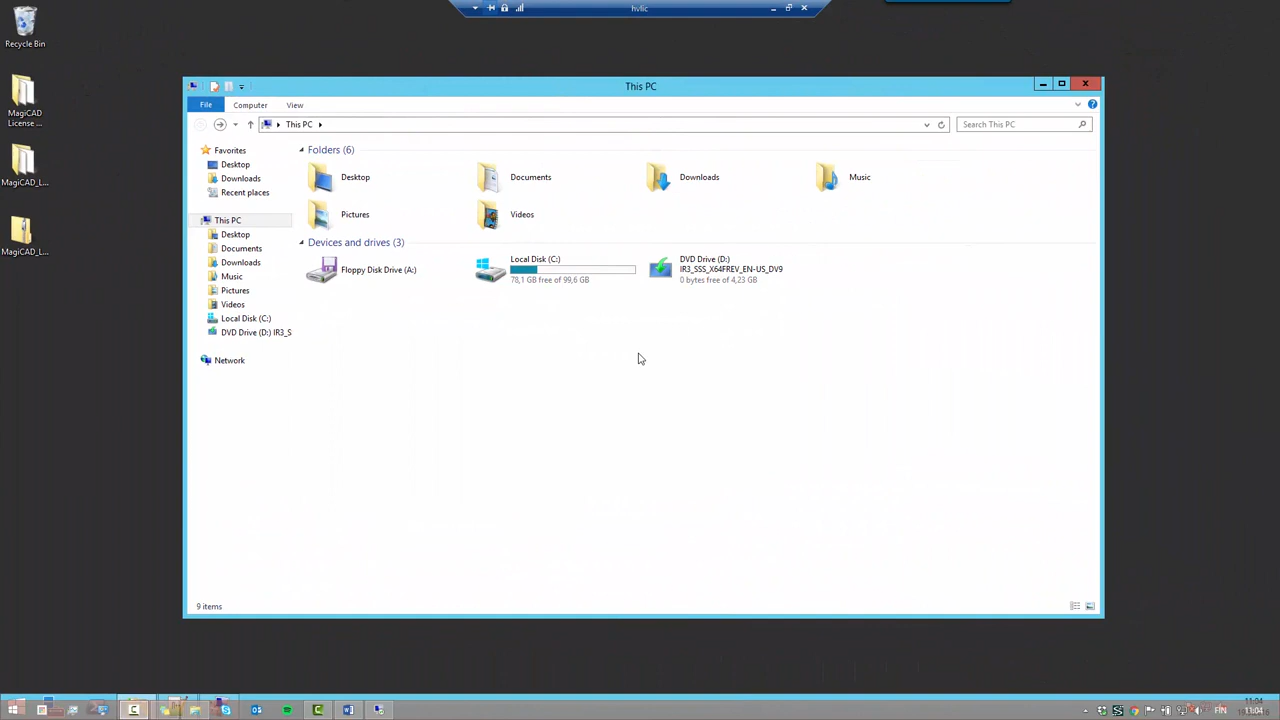 hvlic
Recycle Bin
MagiCAD
License ...
MagiCAD_L...
MagiCAD_L...
This PC
File
Computer
View
This PC
Search This PC
Favorites
Desktop
Downloads
Recent places
This PC
Desktop
Documents
Downloads
Music
Pictures
Videos
Local Disk (C:)
DVD Drive (D:) IR3_S
Network
Folders (6)
Desktop
Documents
Downloads
Music
Pictures
Videos
Devices and drives (3)
Floppy Disk Drive (A:)
Local Disk (C:)
78,1 GB free of 99,6 GB
DVD Drive (D:)
IR3_SSS_X64FREV_EN-US_DV9
0 bytes free of 4,23 GB
9 items
FIN
11:04